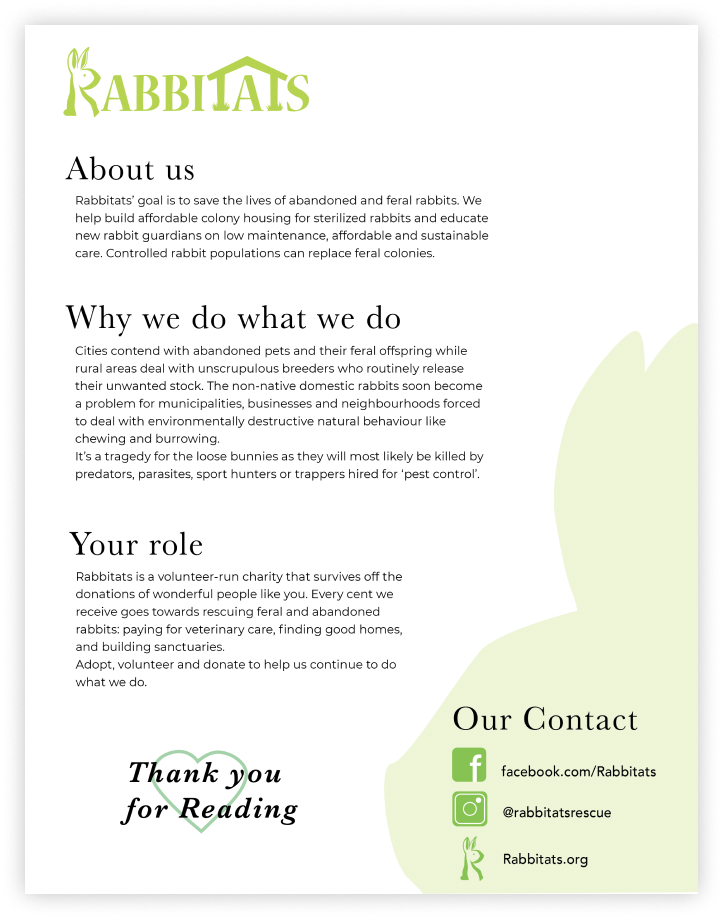 RABBITATS
About us
Rabbitats’ goal is to save the lives of abandoned and feral rabbits. We
help build affordable colony housing for sterilized rabbits and educate
new rabbit guardians on low maintenance, affordable and sustainable
care. Controlled rabbit populations can replace feral colonies.
Why we do what we do
Cities contend with abandoned pets and their feral offspring while
rural areas deal with unscrupulous breeders who routinely release
their unwanted stock. The non-native domestic rabbits soon become
a problem for municipalities, businesses and neighbourhoods forced
to deal with environmentally destructive natural behaviour like
chewing and burrowing.
It’s a tragedy for the loose bunnies as they will most likely be killed by
predators, parasites, sport hunters or trappers hired for ‘pest control’.
Your role
Rabbitats is a volunteer-run charity that survives off the
donations of wonderful people like you. Every cent we
receive goes towards rescuing feral and abandoned
rabbits: paying for veterinary care, finding good homes,
and building sanctuaries.
Adopt, volunteer and donate to help us continue to do
what we do.
Thank you
for Reading
Our Contact
facebook.com/Rabbitats
@rabbitatsrescue
Rabbitats.org